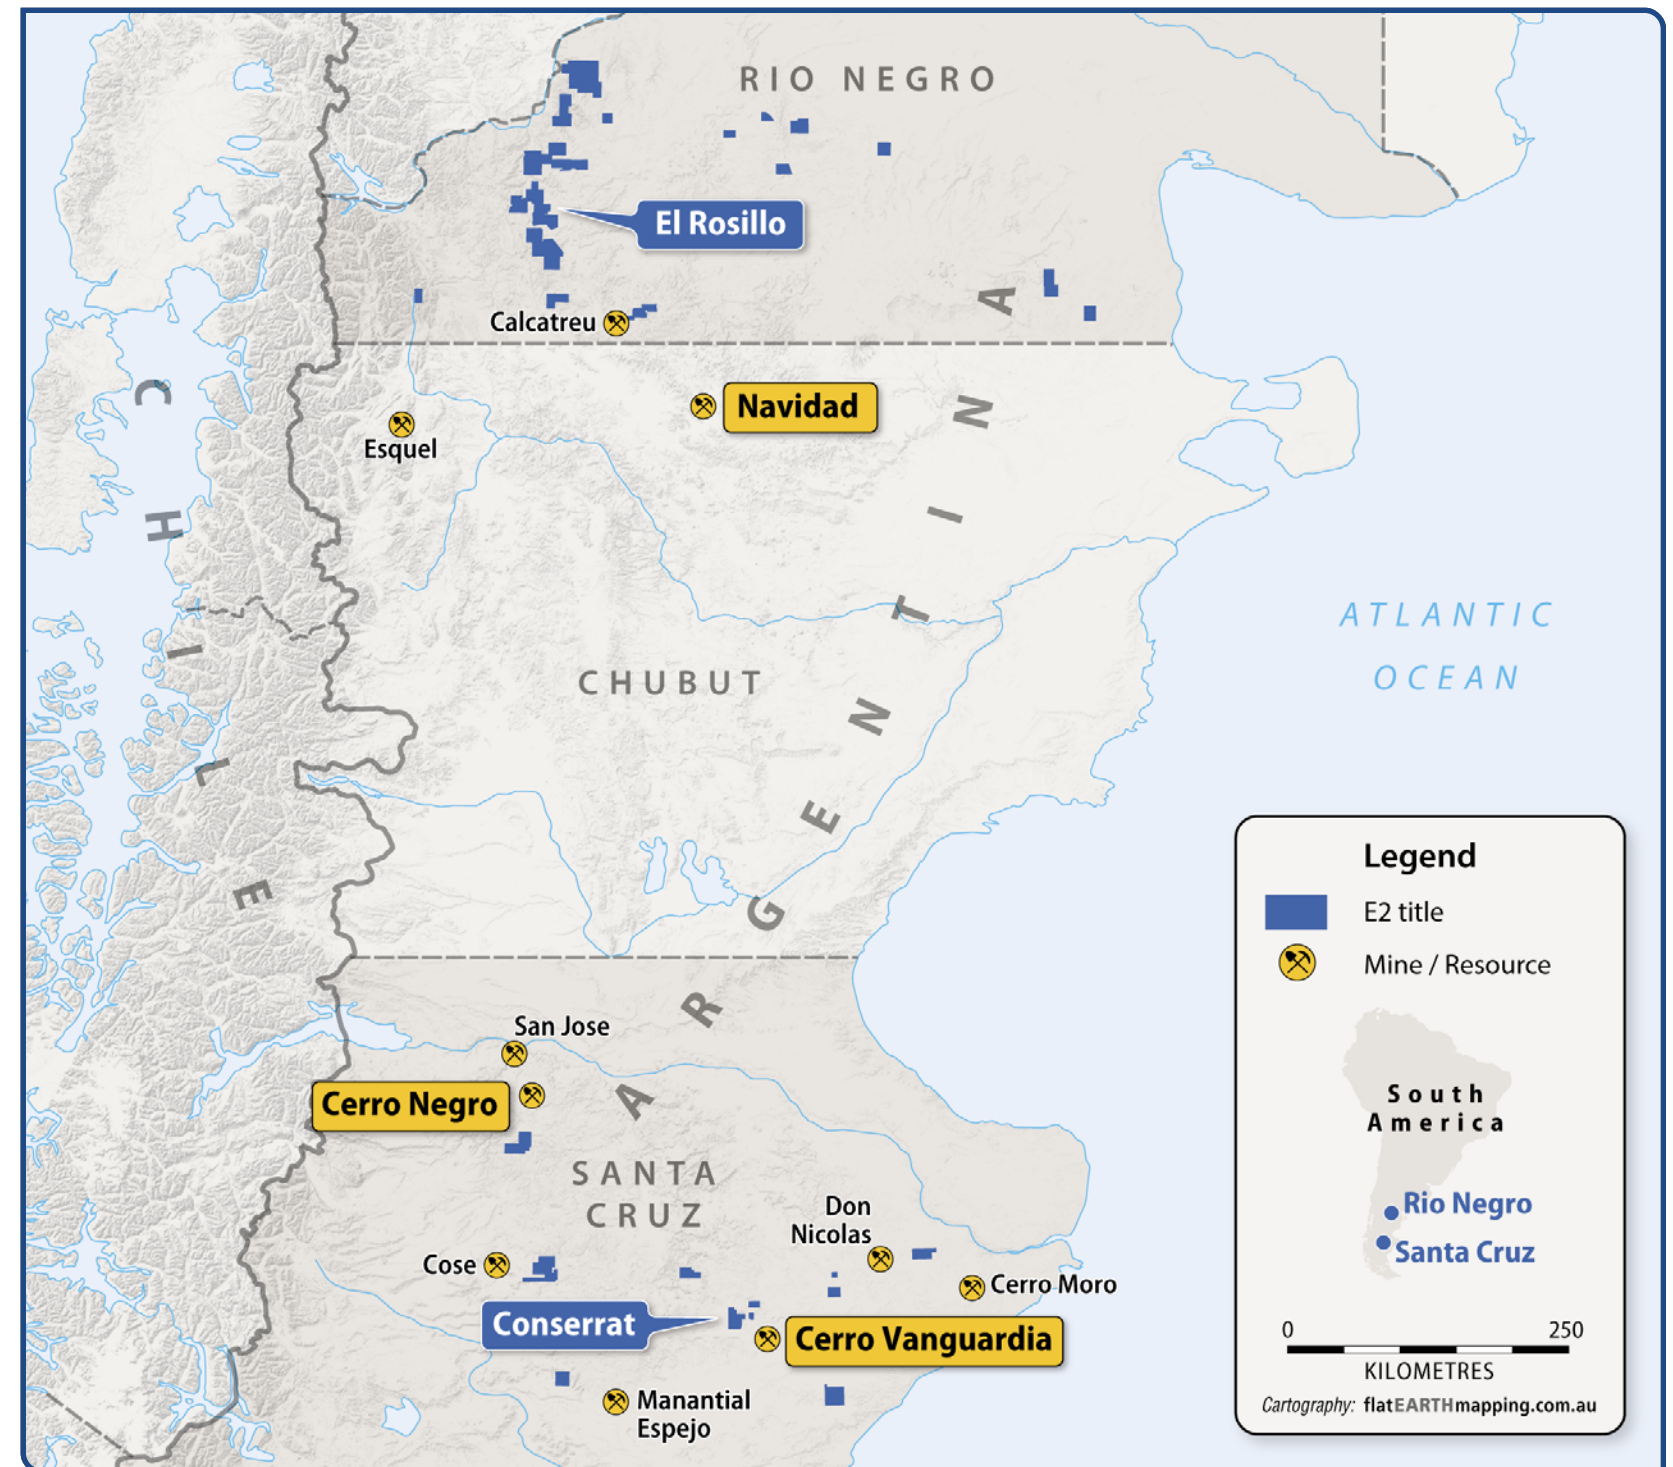 RIO NEGRO
El Rosillo
Calcatreu
Navidad
Esquel
CHILE
ARGENTINA
ATLANTIC
OCEAN
CHUBUT
San Jose
Cerro Negro
SANTA
CRUZ
Don
Nicolas
Cose
Cerro Moro
Conserrat
Cerro Vanguardia
Manantial
Espejo
Legend
E2 title
Mine / Resource
South
America
Rio Negro
Santa Cruz
0 250
KILOMETRES
Cartography: flatEARTHmapping.com.au